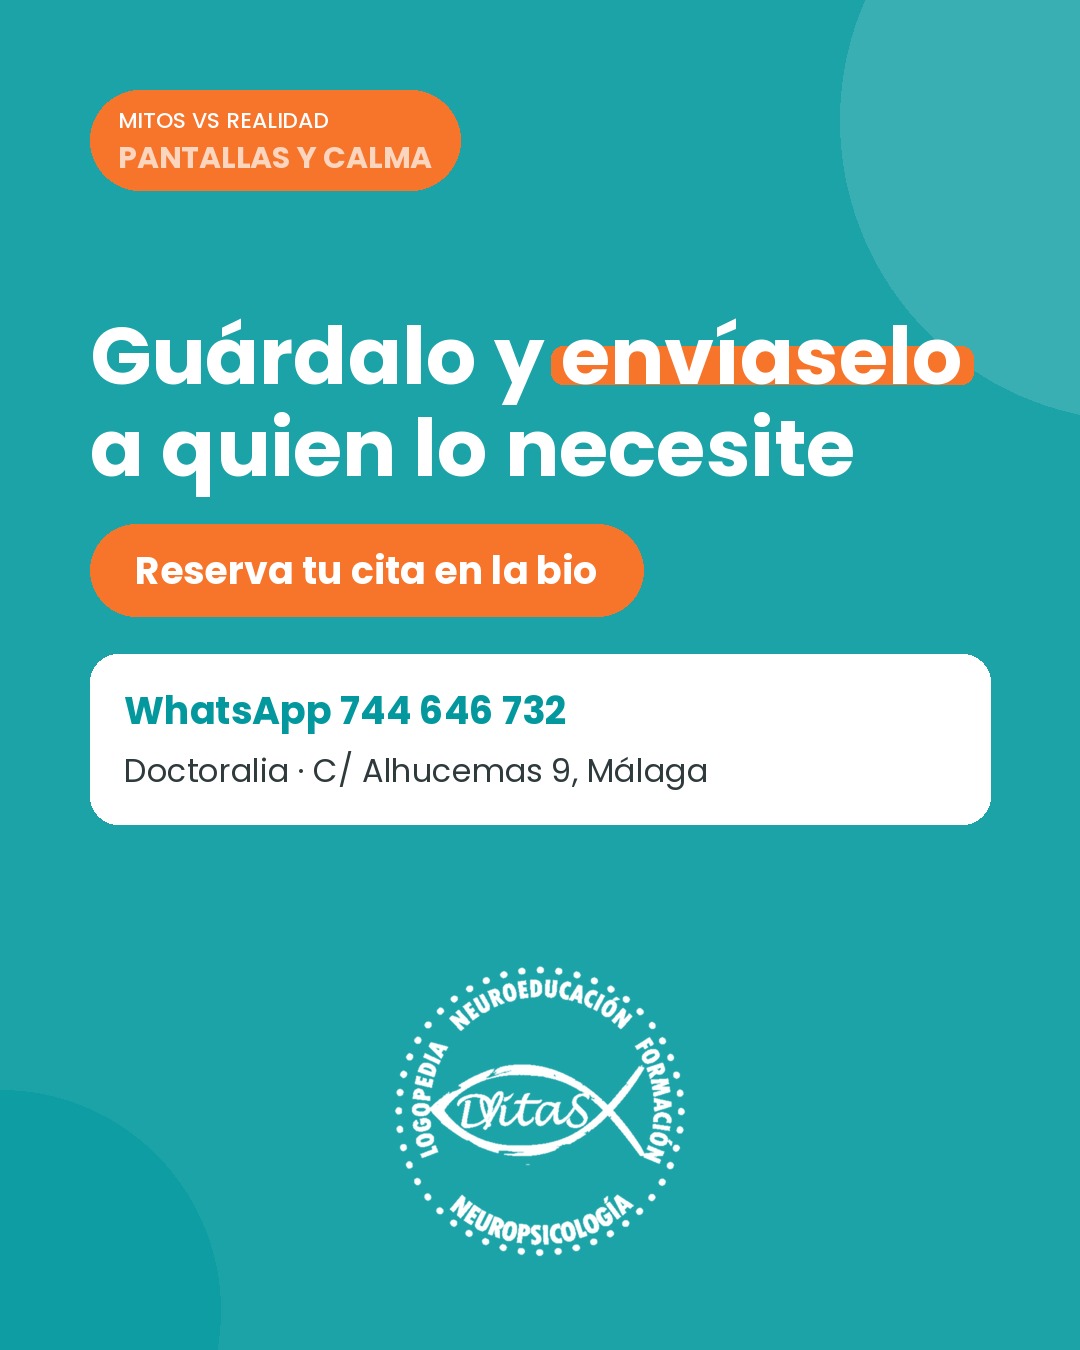 MITOS VS REALIDAD
PANTALLAS Y CALMA
Guárdalo y envíaselo
a quien lo necesite
Reserva tu cita en la bio
WhatsApp 744 646 732
Doctoralia · C/ Alhucemas 9, Málaga
LOGOPEDIA NEUROEDUCACIÓN FORMACIÓN
NEUROPSICOLOGÍA